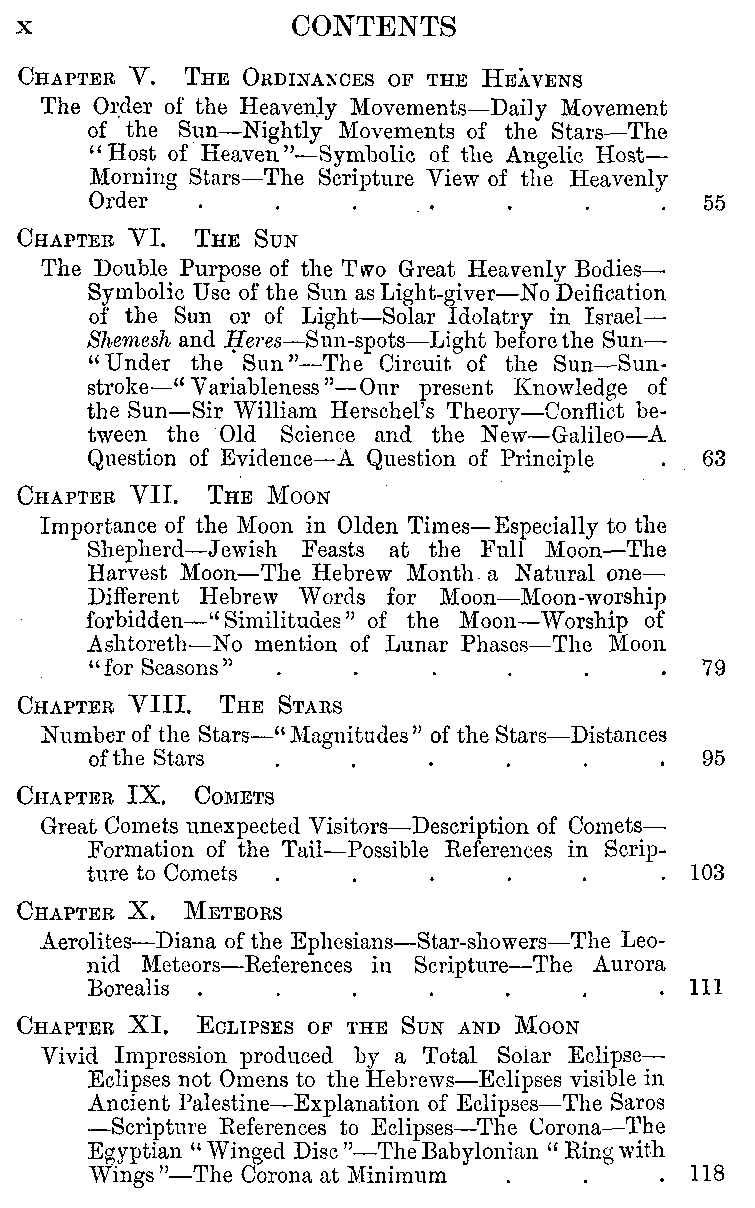 x CONTENTS
CHAPTER V. THE ORDINANCES OF THE HEAVENS
The Order of the Heavenly Movements—Daily Movement
of the Sun—Nightly Movements of the Stars—The
“Host of Heaven”—Symbolic of the Angelic Host—
Morning Stars—The Scripture View of the Heavenly
Order . . . . . . . 55
CHAPTER VI. THE SUN
The Double Purpose of the Two Great Heavenly Bodies—
Symbolic Use of the Sun as Light-giver—No Deification
of the Sun or of Light—Solar Idolatry in Israel—
Shemesh and Ḥeres—Sun-spots—Light before the Sun—
“Under the Sun”—The Circuit of the Sun—Sun-
stroke—“Variableness”—Our present Knowledge of
the Sun—Sir William Herschel's Theory—Conflict be-
tween the Old Science and the New—Galileo—A
Question of Evidence—A Question of Principle . 63
CHAPTER VII. THE MOON
Importance of the Moon in Olden Times—Especially to the
Shepherd—Jewish Feasts at the Full Moon—The
Harvest Moon—The Hebrew Month a Natural one—
Different Hebrew Words for Moon—Moon-worship
forbidden—“Similitudes” of the Moon—Worship of
Ashtoreth—No mention of Lunar Phases—The Moon
“for Seasons” . . . . . . 79
CHAPTER VIII. THE STARS
Number of the Stars—“Magnitudes” of the Stars—Distances
of the Stars . . . . . . 95
CHAPTER IX. COMETS
Great Comets unexpected Visitors—Description of Comets—
Formation of the Tail—Possible References in Scrip-
ture to Comets . . . . . . 103
CHAPTER X. METEORS
Aerolites—Diana of the Ephesians—Star-showers—The Leo-
nid Meteors—References in Scripture—The Aurora
Borealis . . . . . . . 111
CHAPTER XI. ECLIPSES OF THE SUN AND MOON
Vivid Impression produced by a Total Solar Eclipse—
Eclipses not Omens to the Hebrews—Eclipses visible in
Ancient Palestine—Explanation of Eclipses—The Saros
—Scripture References to Eclipses—The Corona—The
Egyptian “Winged Disc”—The Babylonian “Ring with
Wings”—The Corona at Minimum . . . 118